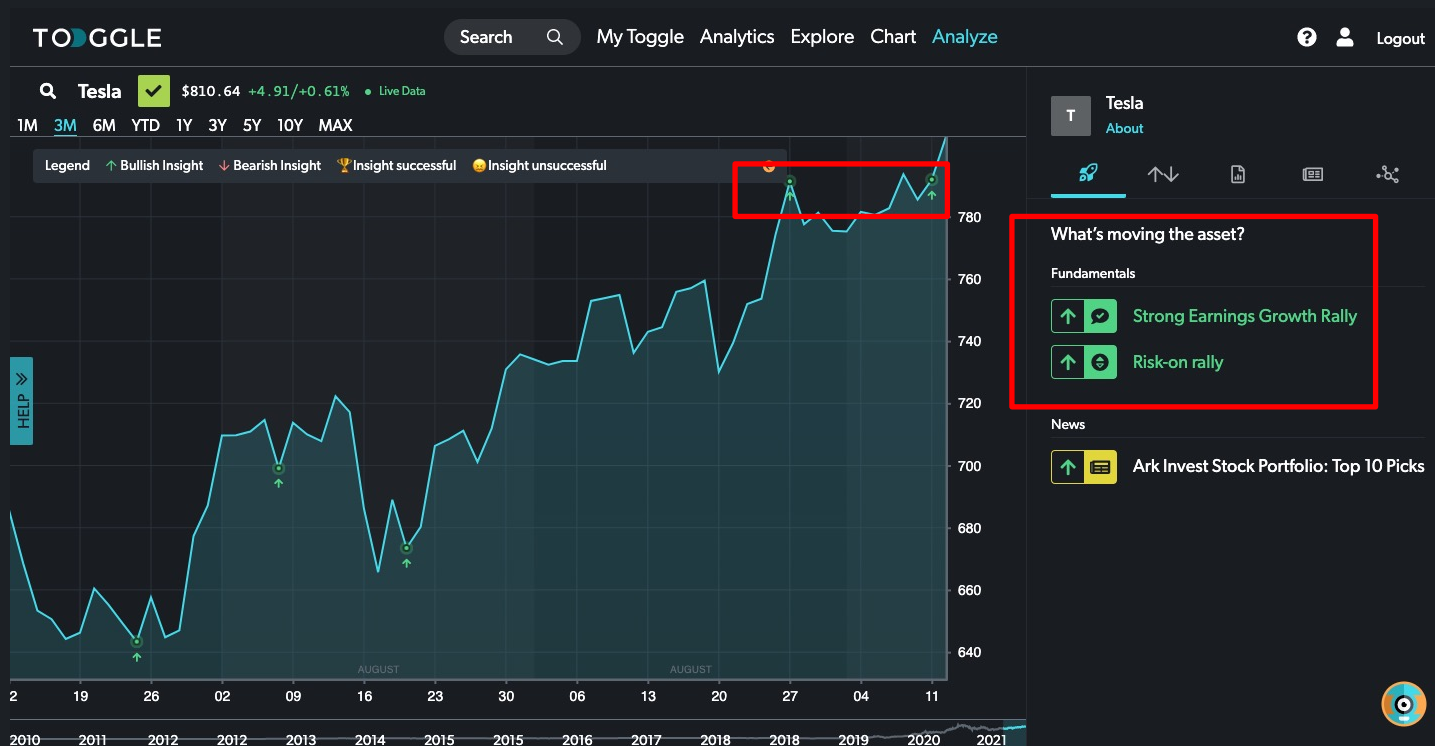 TOGGLE
Search
My Toggle Analytics Explore Chart Analyze
Logout
Tesla $810.64 +4.91/+0.61% Live Data
1M 3M 6M YTD 1Y 3Y 5Y 10Y MAX
Legend Bullish Insight Bearish Insight Insight successful Insight unsuccessful
780
760
740
720
700
680
660
640
HELP
AUGUST AUGUST
2 19 26 02 09 16 23 30 06 13 20 27 04 11
2010 2011 2012 2012 2013 2014 2015 2015 2016 2017 2018 2018 2019 2020 2021
T
Tesla
About
What's moving the asset?
Fundamentals
Strong Earnings Growth Rally
Risk-on rally
News
Ark Invest Stock Portfolio: Top 10 Picks